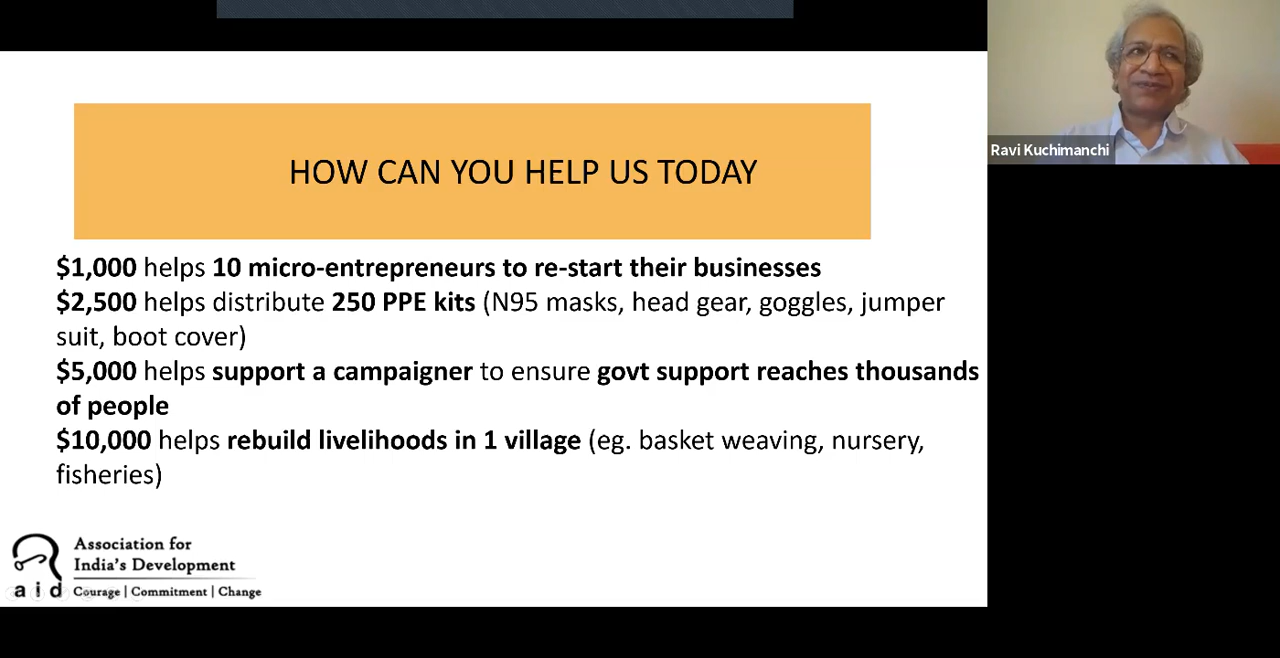 HOW CAN YOU HELP US TODAY
$1,000 helps 10 micro-entrepreneurs to re-start their businesses
$2,500 helps distribute 250 PPE kits (N95 masks, head gear, goggles, jumper
suit, boot cover)
$5,000 helps support a campaigner to ensure govt support reaches thousands
of people
$10,000 helps rebuild livelihoods in 1 village (eg. basket weaving, nursery,
fisheries)
Association for
India's Development
aid
Courage | Commitment | Change
Ravi Kuchimanchi